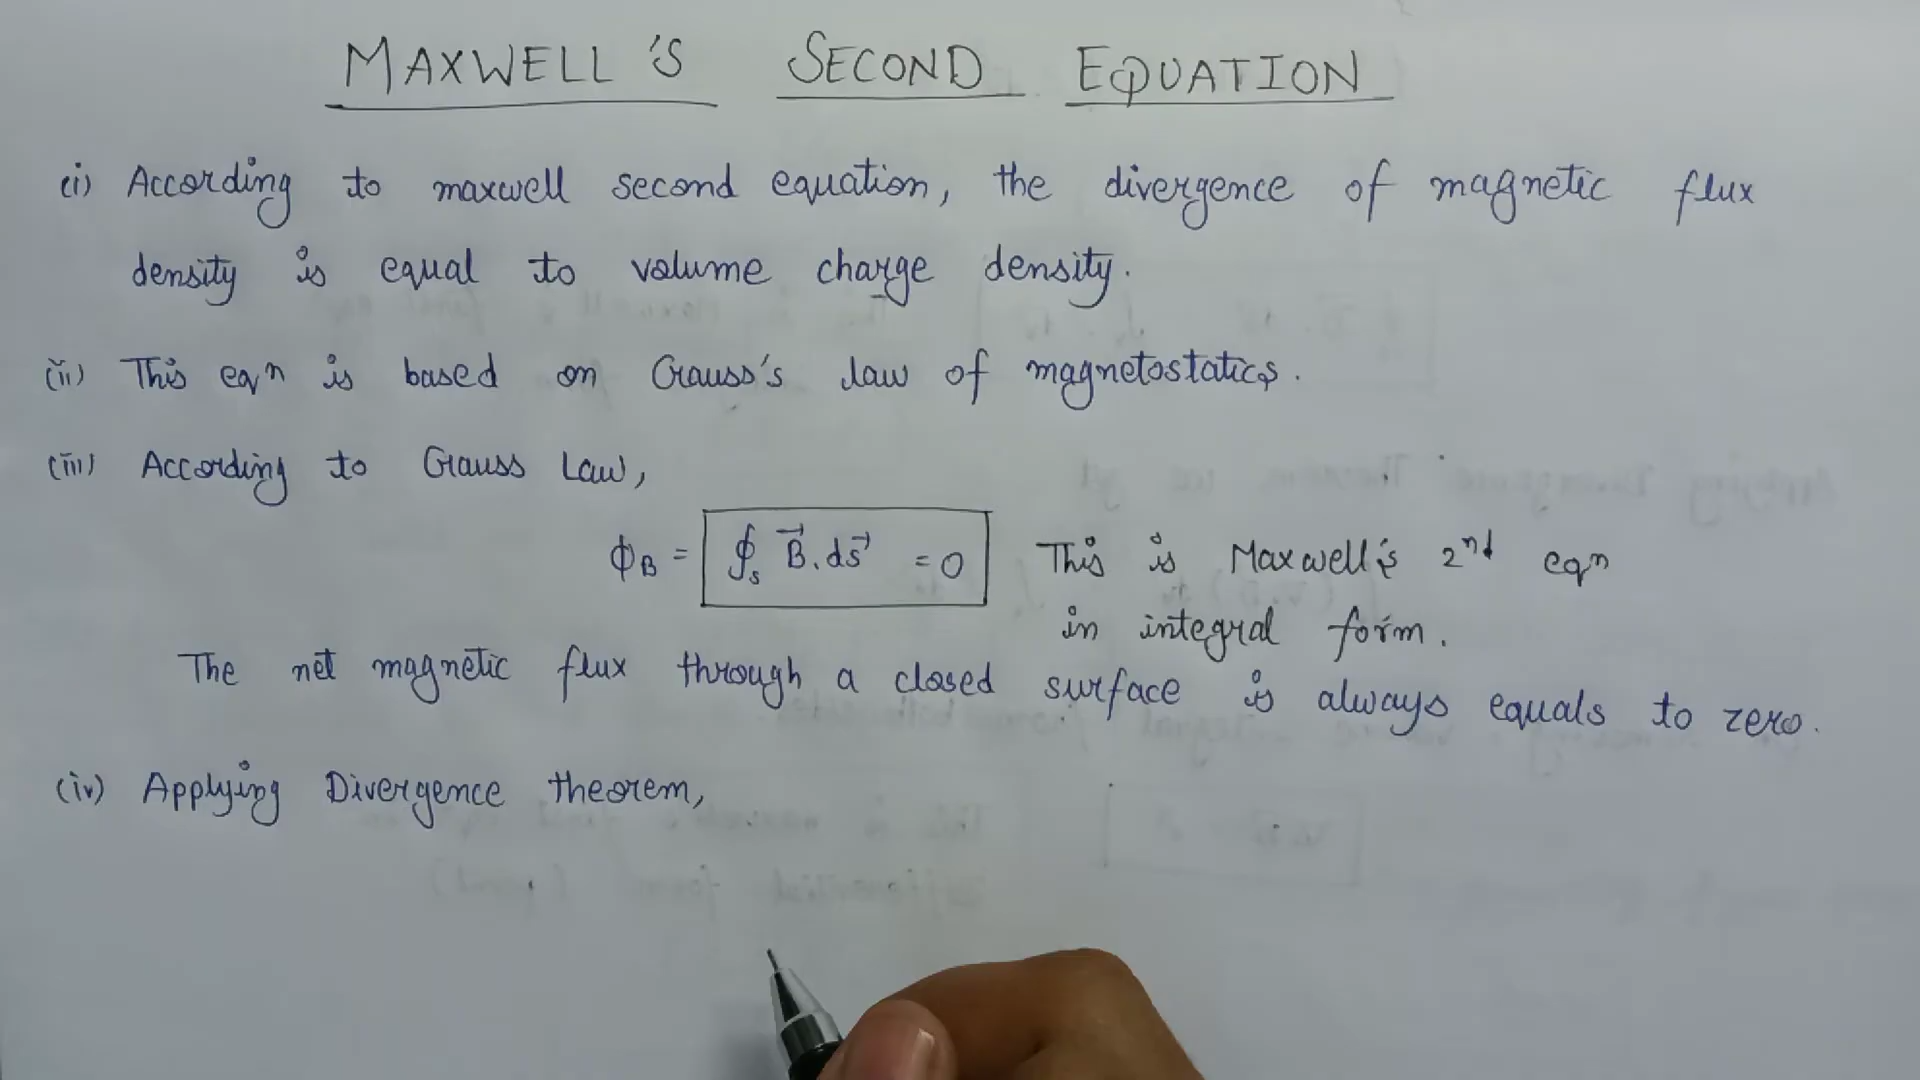 MAXWELL'S SECOND EQUATION
(i) According to maxwell second equation, the divergence of magnetic flux
density is equal to volume charge density.
(ii) This eqn is based on Gauss's law of magnetostatics.
(iii) According to Gauss Law,
ϕB = ∮s B⃗.ds⃗ = 0 This is Maxwell's 2nd eqn
in integral form.
The net magnetic flux through a closed surface is always equals to zero.
(iv) Applying Divergence theorem,